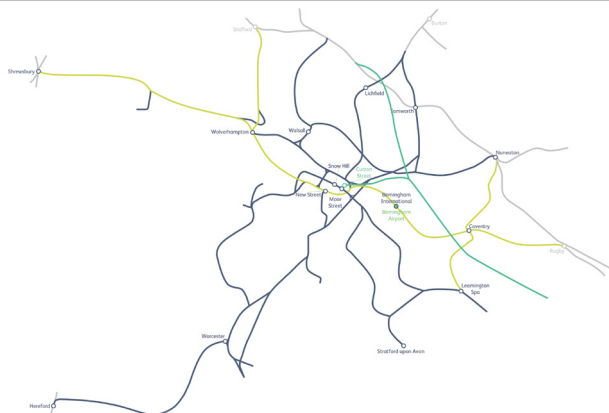 Stafford
Burton
Shrewsbury
Lichfield
Tamworth
Wolverhampton
Walsall
Nuneaton
Snow Hill
Curzon
Street
New Street
Moor
Street
Birmingham
International
Birmingham
Airport
Coventry
Rugby
Leamington
Spa
Worcester
Stratford upon Avon
Hereford